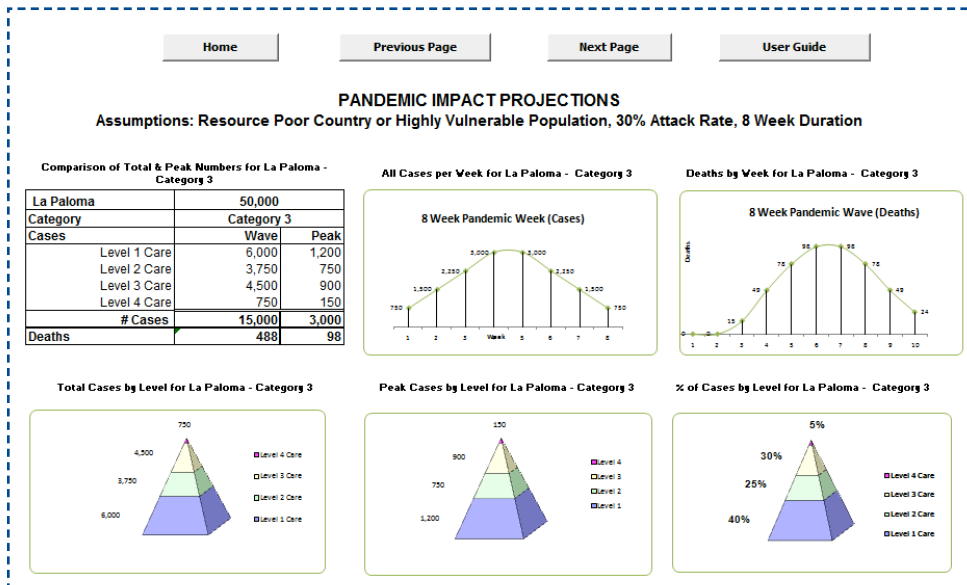 Home Previous Page Next Page User Guide
PANDEMIC IMPACT PROJECTIONS
Assumptions: Resource Poor Country or Highly Vulnerable Population, 30% Attack Rate, 8 Week Duration
Comparison of Total & Peak Numbers for La Paloma -
Category 3
La Paloma 50,000
Category Category 3
Cases Wave Peak
Level 1 Care 6,000 1,200
Level 2 Care 3,750 750
Level 3 Care 4,500 900
Level 4 Care 750 150
# Cases 15,000 3,000
Deaths 488 98
All Cases per Week for La Paloma - Category 3
8 Week Pandemic Week (Cases)
3,000 3,000
2,250 2,250
1,500 1,500
750 750
1 2 3 Week 4 5 6 7 8
Deaths by Week for La Paloma - Category 3
8 Week Pandemic Wave (Deaths)
Deaths
98 98
78 78
49 49
15 24
0 0
1 2 3 4 5 6 7 8 9 10
Total Cases by Level for La Paloma - Category 3
750
4,500
3,750
6,000
Level 4 Care
Level 3 Care
Level 2 Care
Level 1 Care
Peak Cases by Level for La Paloma - Category 3
150
900
750
1,200
Level 4
Level 3
Level 2
Level 1
% of Cases by Level for La Paloma - Category 3
5%
30%
25%
40%
Level 4 Care
Level 3 Care
Level 2 Care
Level 1 Care